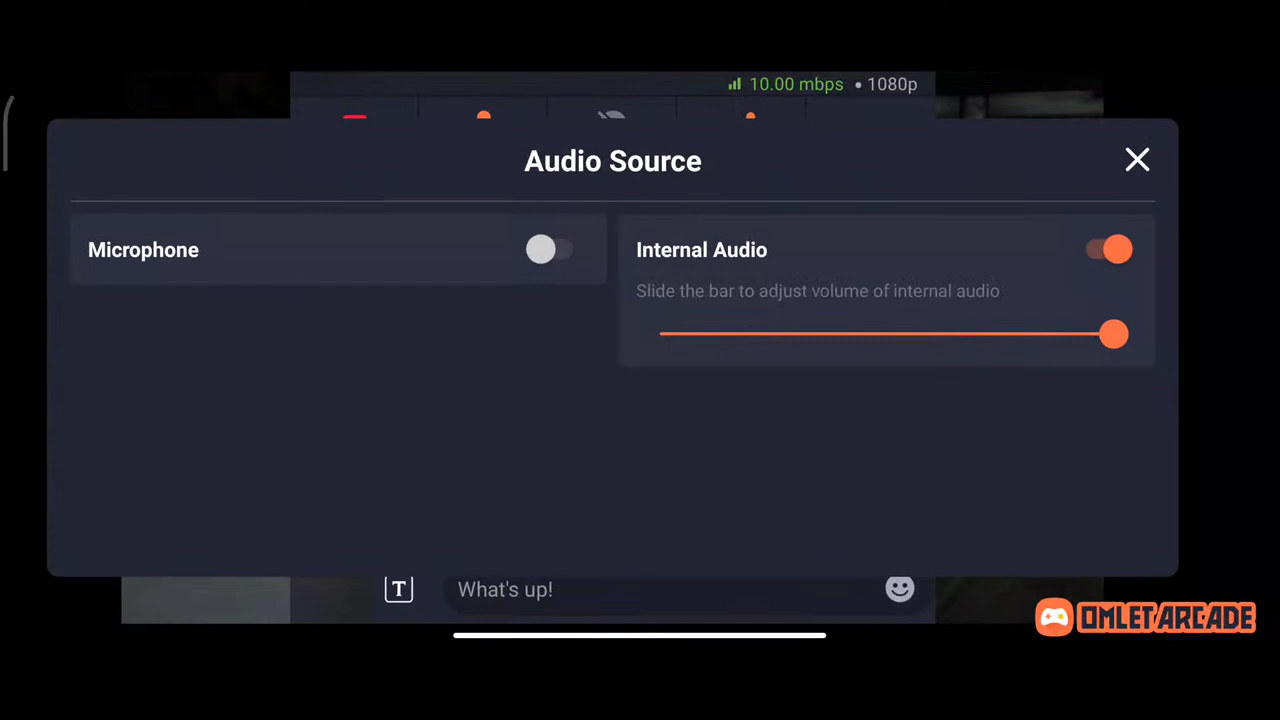 10.00 mbps • 1080p
Audio Source
Microphone
Internal Audio
Slide the bar to adjust volume of internal audio
T
What's up!
OMLET ARCADE